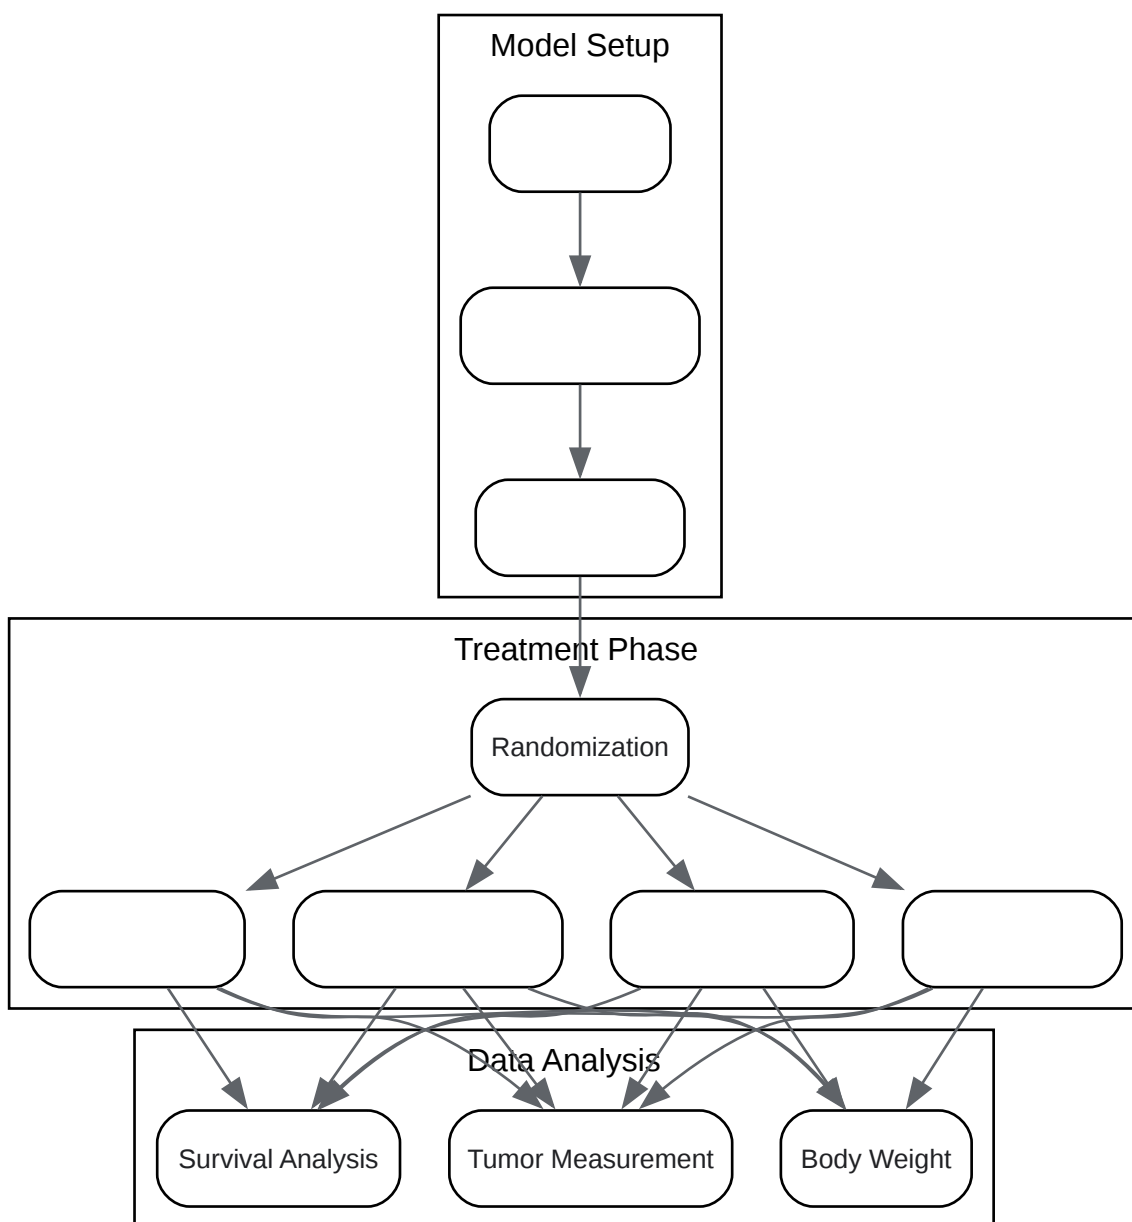 Model Setup
Treatment Phase
Randomization
Data Analysis
Survival Analysis
Tumor Measurement
Body Weight